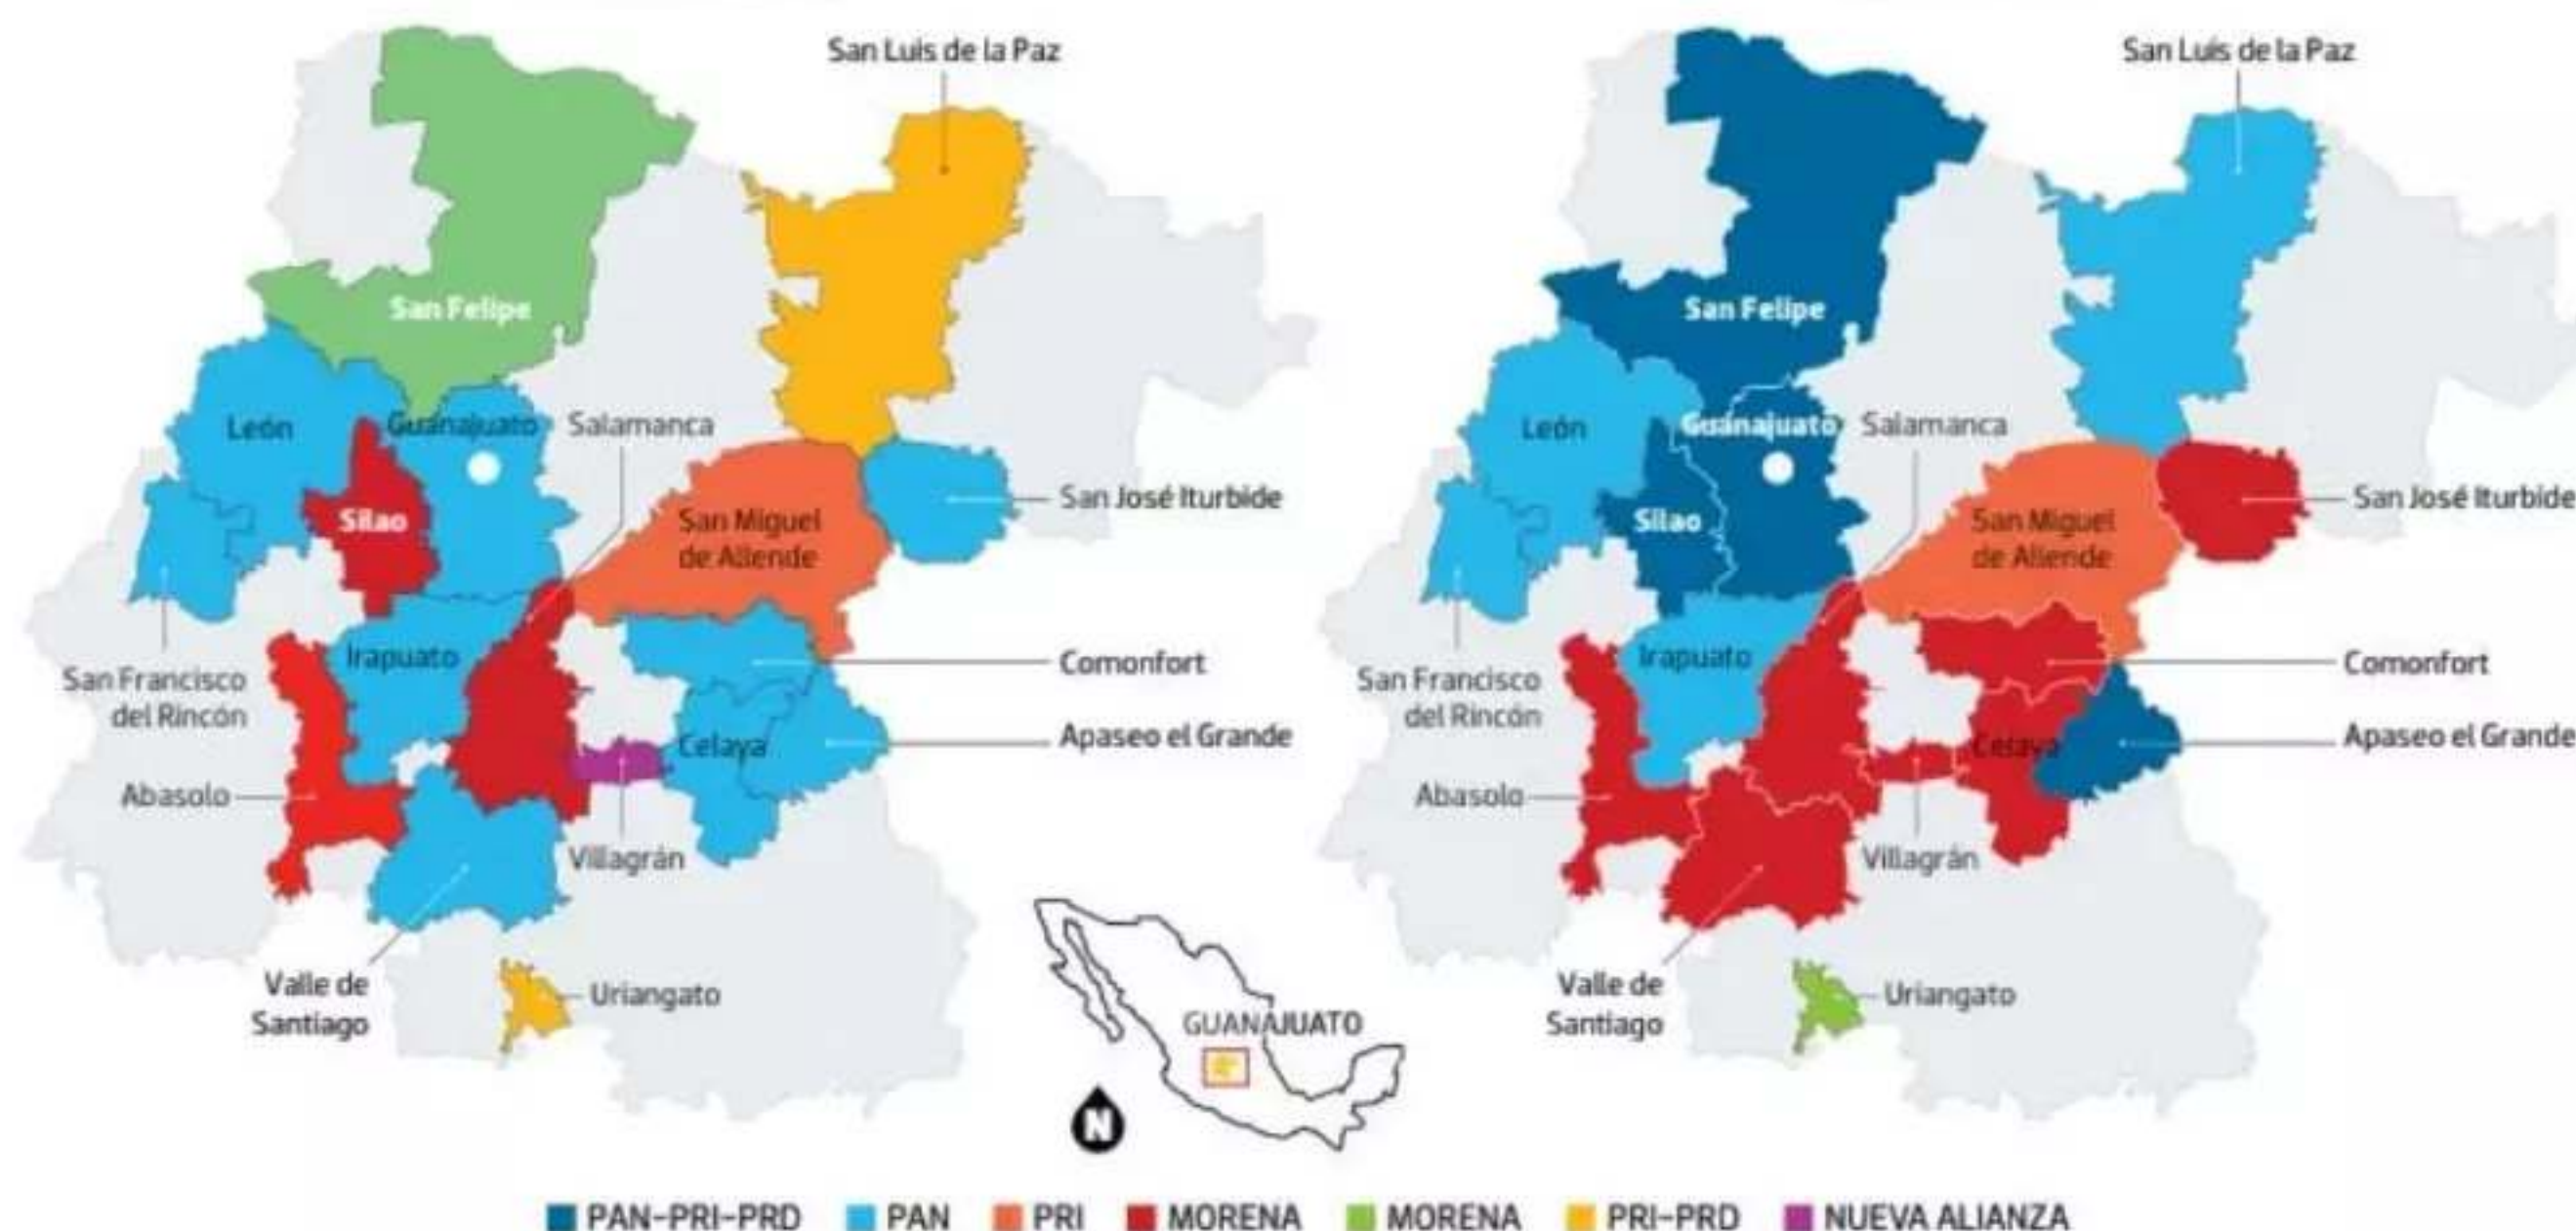 San Luis de la Paz
San Felipe
León
Guanajuato
Salamanca
Silao
San Miguel
de Allende
San José Iturbide
Irapuato
San Francisco
del Rincón
Comonfort
Celaya
Apaseo el Grande
Abasolo
Villagrán
Valle de
Santiago
Uriangato
San Luis de la Paz
San Felipe
León
Guanajuato
Salamanca
Silao
San Miguel
de Allende
San José Iturbide
Irapuato
San Francisco
del Rincón
Comonfort
Celaya
Apaseo el Grande
Abasolo
Villagrán
Valle de
Santiago
Uriangato
GUANAJUATO
N
PAN-PRI-PRD PAN PRI MORENA MORENA PRI-PRD NUEVA ALIANZA